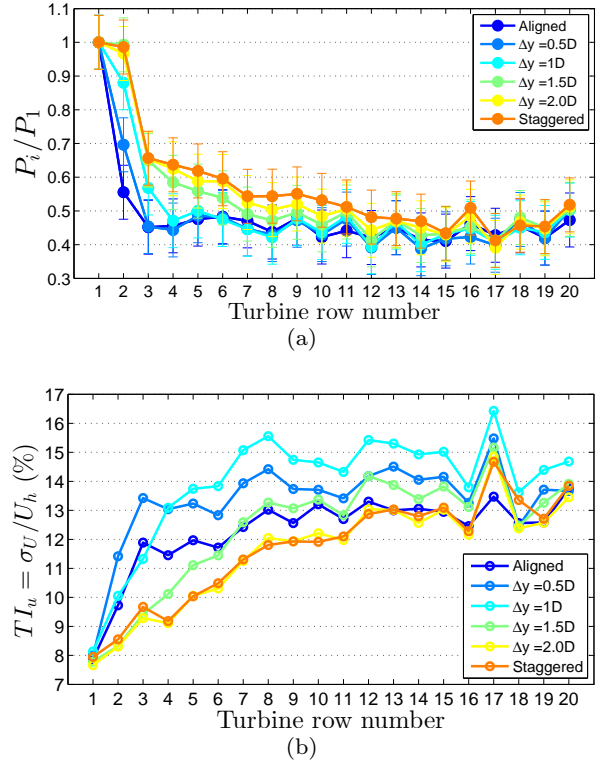 1.1
1
0.9
0.8
0.7
0.6
0.5
0.4
0.3
P_i/P_1
1 2 3 4 5 6 7 8 9 10 11 12 13 14 15 16 17 18 19 20
Turbine row number
Aligned
Δy =0.5D
Δy =1D
Δy =1.5D
Δy =2.0D
Staggered
(a)
17
16
15
14
13
12
11
10
9
8
7
TI_u = σ_U/U_h (%)
1 2 3 4 5 6 7 8 9 10 11 12 13 14 15 16 17 18 19 20
Turbine row number
Aligned
Δy =0.5D
Δy =1D
Δy =1.5D
Δy =2.0D
Staggered
(b)